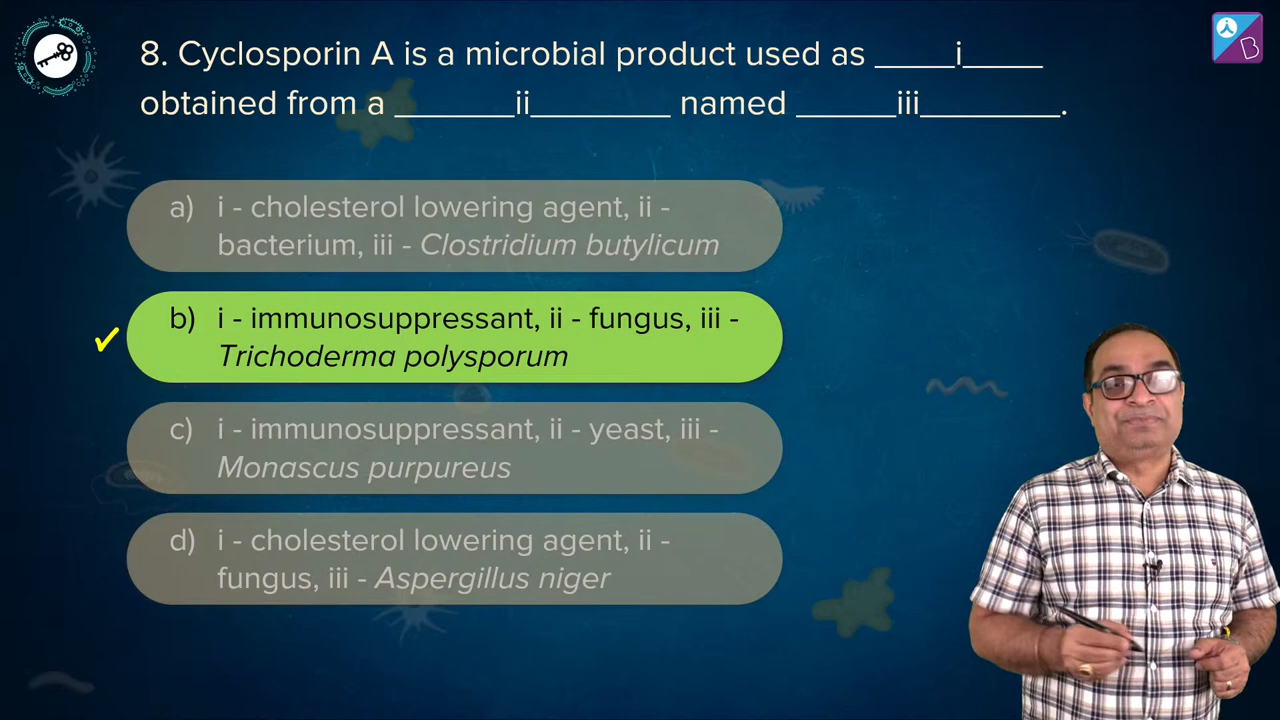 8. Cyclosporin A is a microbial product used as _____i_____
obtained from a _______ii________ named ______iii________.
a) i - cholesterol lowering agent, ii -
bacterium, iii - Clostridium butylicum
b) i - immunosuppressant, ii - fungus, iii -
Trichoderma polysporum
c) i - immunosuppressant, ii - yeast, iii -
Monascus purpureus
d) i - cholesterol lowering agent, ii -
fungus, iii - Aspergillus niger
B